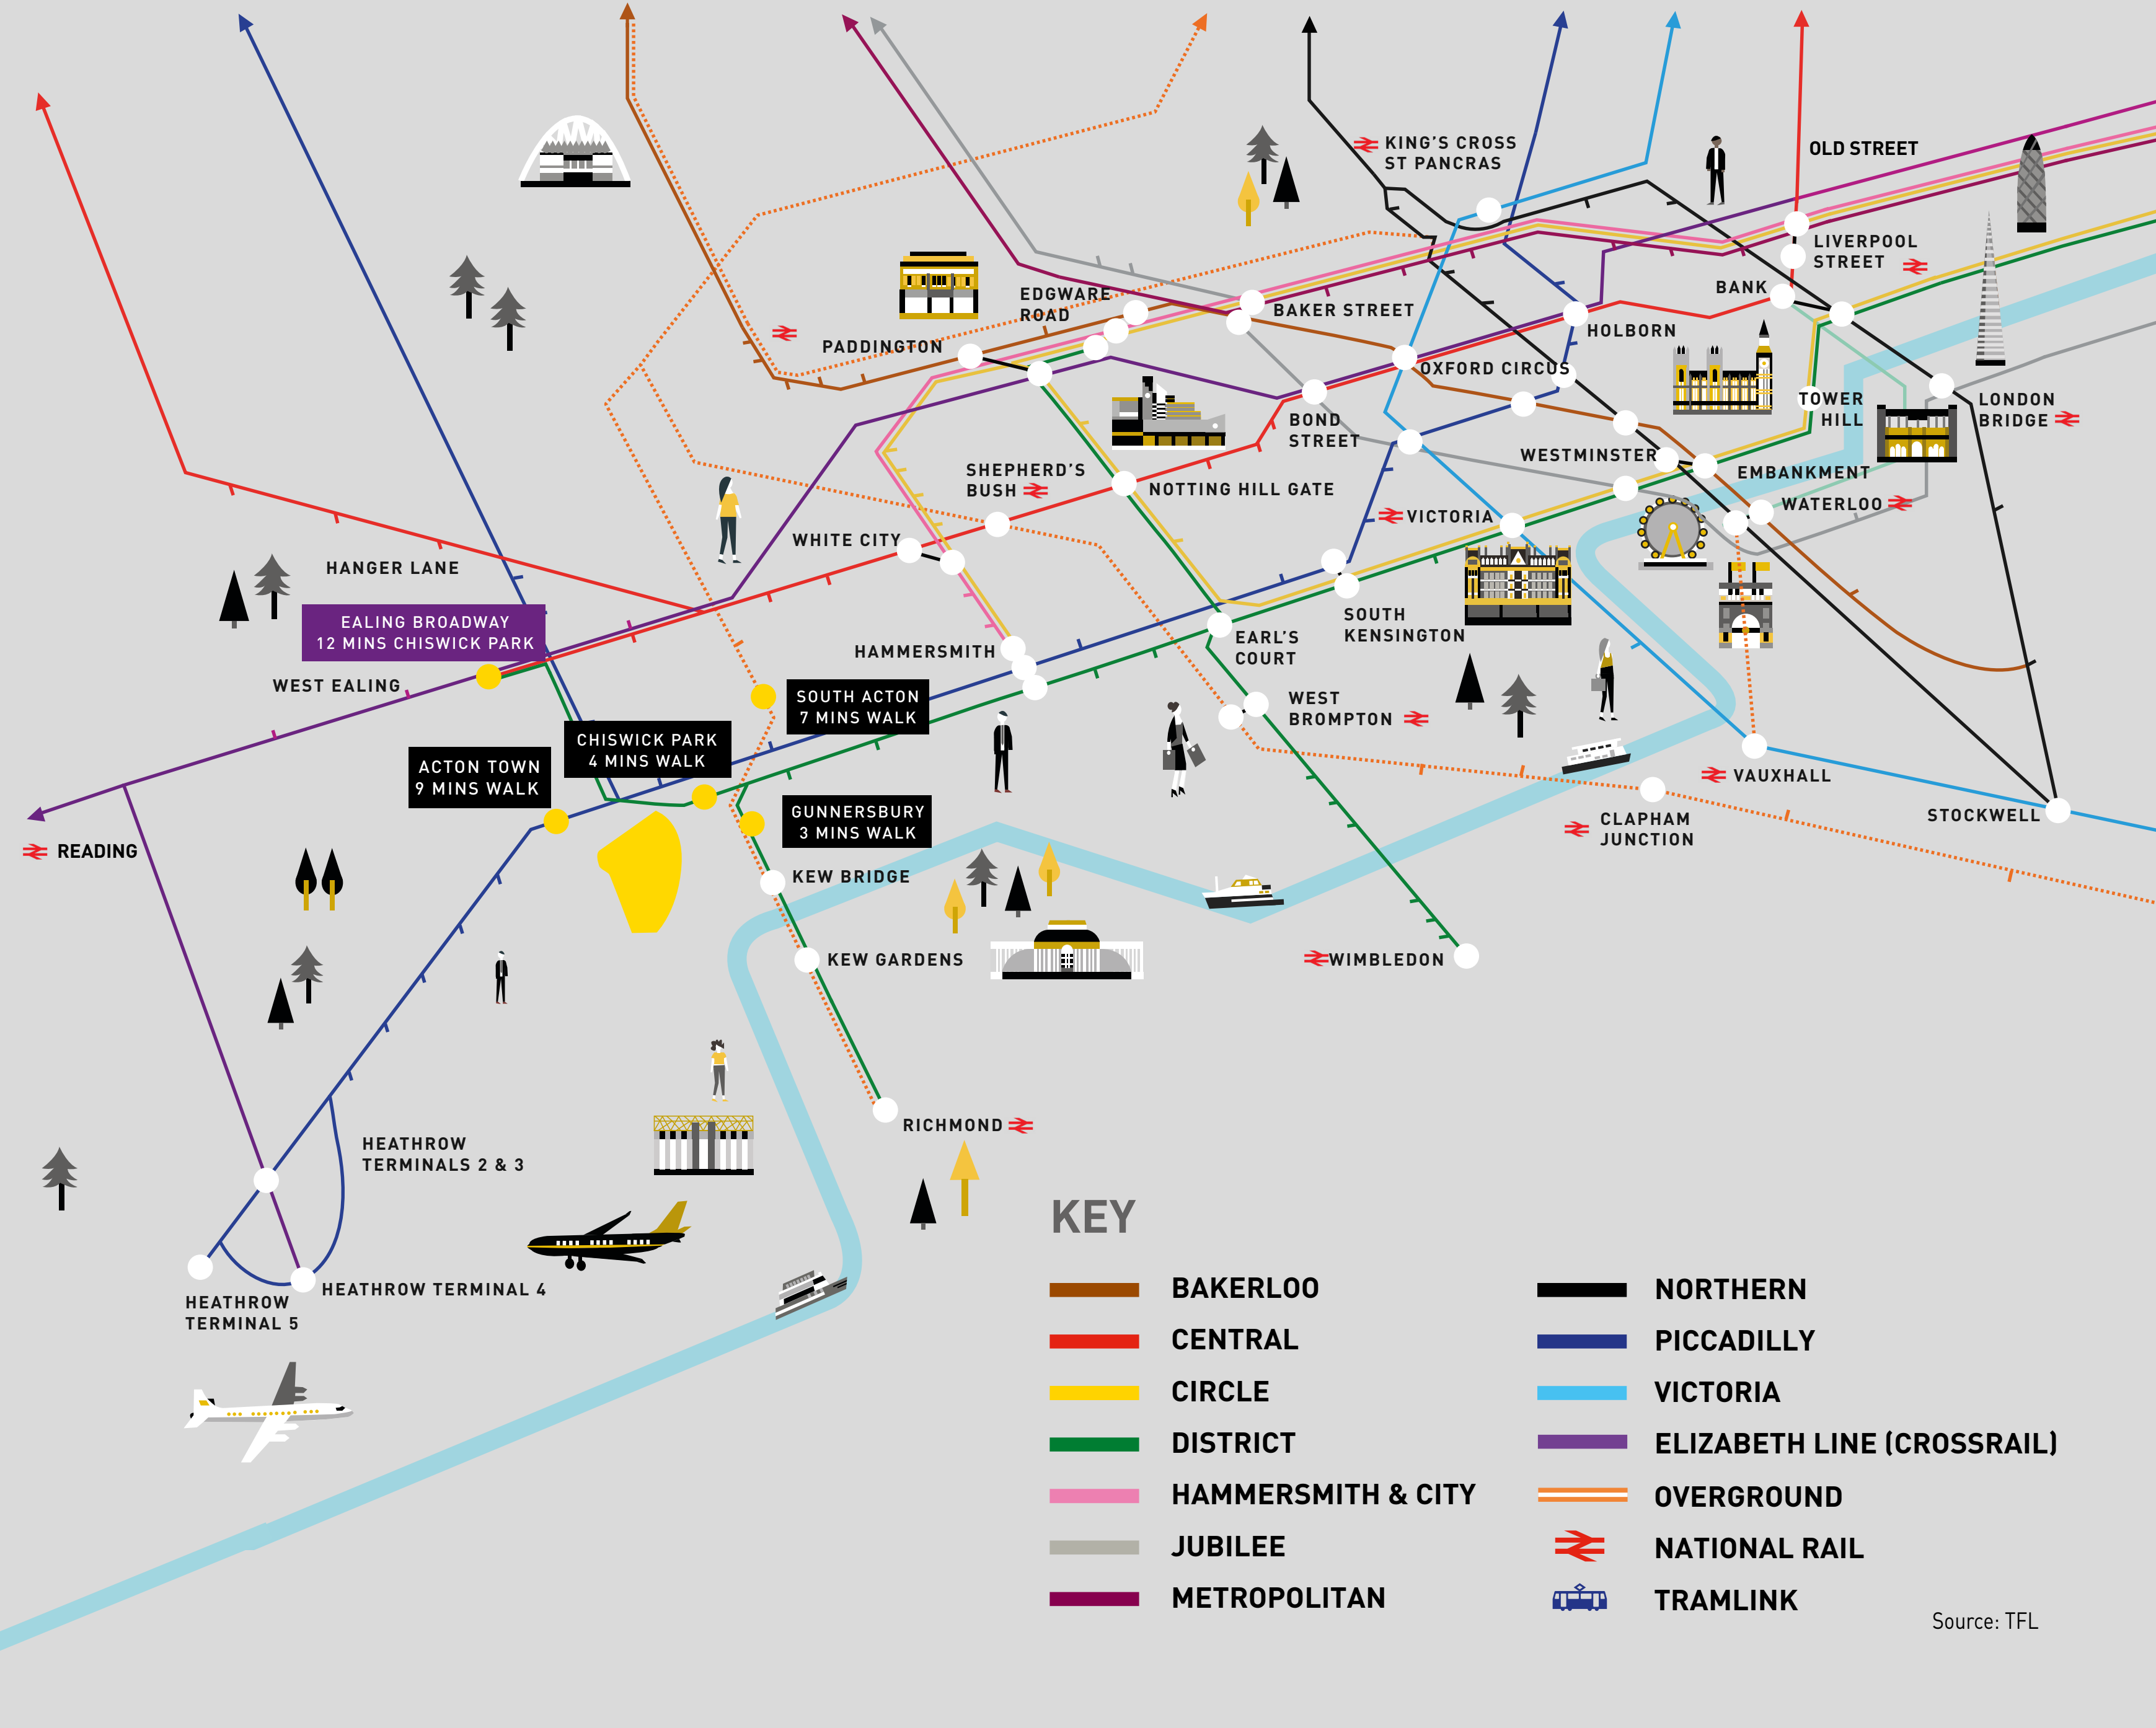 KING'S CROSS
ST PANCRAS
OLD STREET
LIVERPOOL
STREET
EDGWARE
ROAD
BAKER STREET
BANK
HOLBORN
PADDINGTON
OXFORD CIRCUS
TOWER
HILL
LONDON
BRIDGE
BOND
STREET
WESTMINSTER
EMBANKMENT
SHEPHERD'S
BUSH
NOTTING HILL GATE
WATERLOO
VICTORIA
WHITE CITY
HANGER LANE
EALING BROADWAY
12 MINS CHISWICK PARK
SOUTH
KENSINGTON
EARL'S
COURT
HAMMERSMITH
WEST EALING
SOUTH ACTON
7 MINS WALK
WEST
BROMPTON
CHISWICK PARK
4 MINS WALK
ACTON TOWN
9 MINS WALK
VAUXHALL
GUNNERSBURY
3 MINS WALK
CLAPHAM
JUNCTION
STOCKWELL
READING
KEW BRIDGE
KEW GARDENS
WIMBLEDON
RICHMOND
HEATHROW
TERMINALS 2 & 3
HEATHROW TERMINAL 4
HEATHROW
TERMINAL 5
KEY
BAKERLOO
CENTRAL
CIRCLE
DISTRICT
HAMMERSMITH & CITY
JUBILEE
METROPOLITAN
NORTHERN
PICCADILLY
VICTORIA
ELIZABETH LINE (CROSSRAIL)
OVERGROUND
NATIONAL RAIL
TRAMLINK
Source: TFL